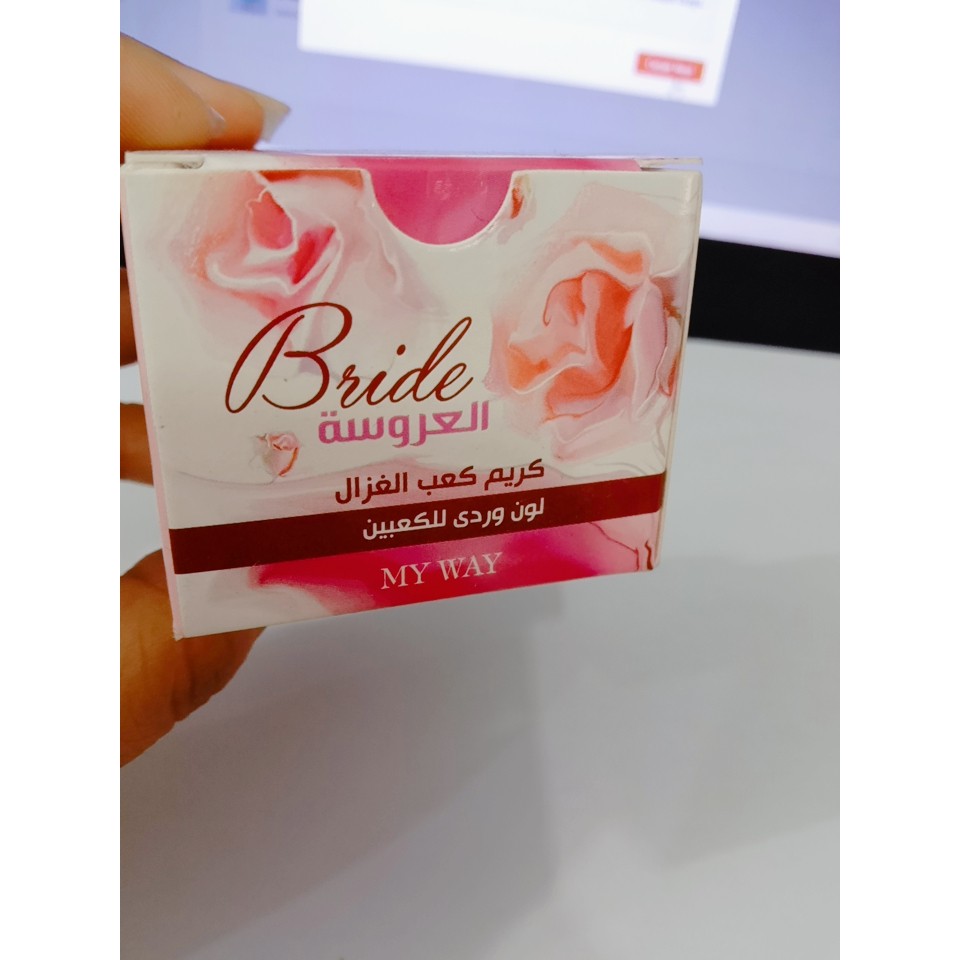 Bride
العروسة
كريم كعب الغزال
لون وردى للكعبين
MY WAY